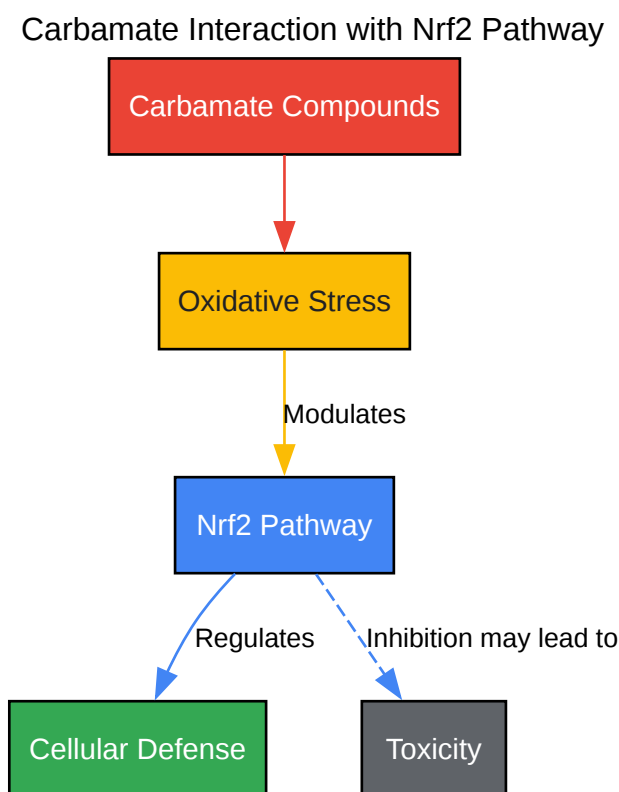 Carbamate Interaction with Nrf2 Pathway
Carbamate Compounds
Oxidative Stress
Modulates
Nrf2 Pathway
Regulates
Inhibition may lead to
Cellular Defense
Toxicity